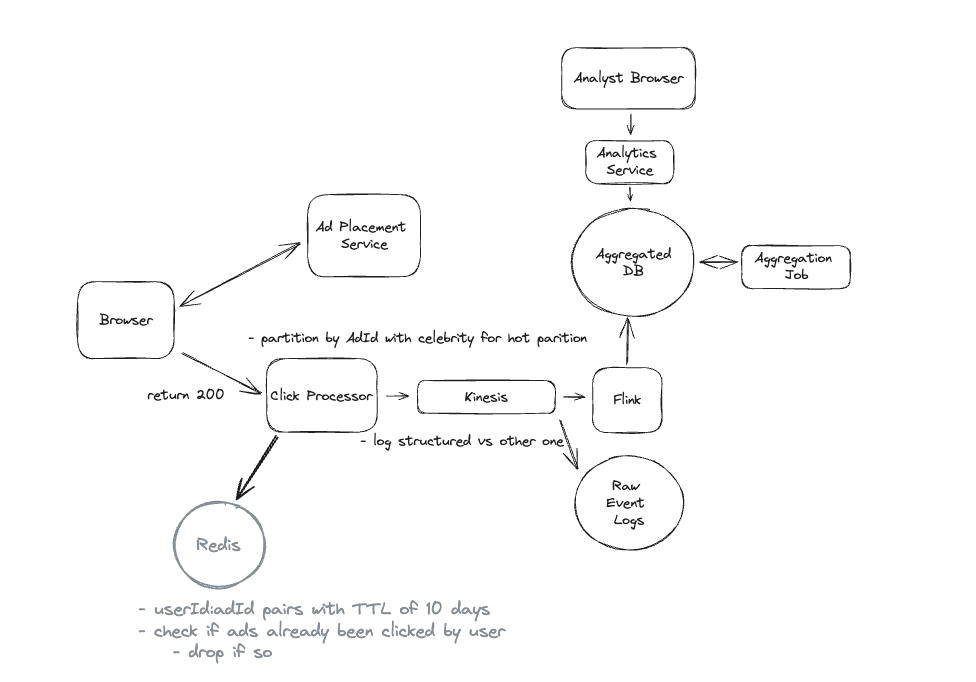 Analyst Browser
Analytics
Service
Ad Placement
Service
Aggregated
DB
Aggregation
Job
Browser
- partition by AdId with celebrity for hot parition
return 200
Click Processor
Kinesis
Flink
- log structured vs other one
Raw
Event
Logs
Redis
- userId:adId pairs with TTL of 10 days
- check if ads already been clicked by user
- drop if so